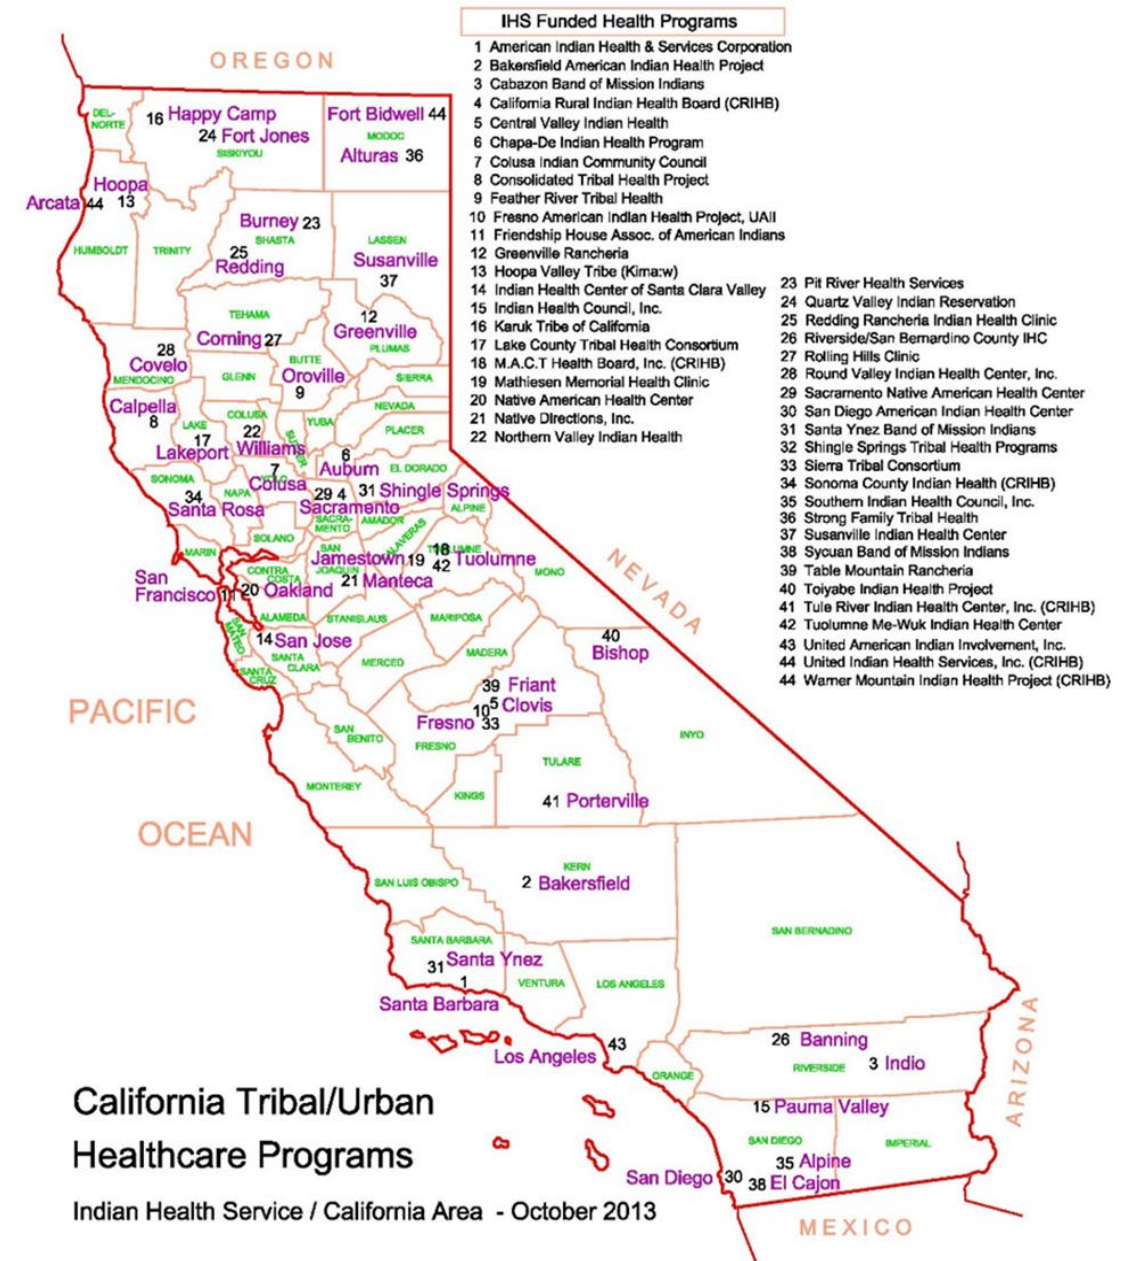 IHS Funded Health Programs
1 American Indian Health & Services Corporation
2 Bakersfield American Indian Health Project
3 Cabazon Band of Mission Indians
4 California Rural Indian Health Board (CRIHB)
5 Central Valley Indian Health
6 Chapa-De Indian Health Program
7 Colusa Indian Community Council
8 Consolidated Tribal Health Project
9 Feather River Tribal Health
10 Fresno American Indian Health Project, UAII
11 Friendship House Assoc. of American Indians
12 Greenville Rancheria
13 Hoopa Valley Tribe (Kima:w)
14 Indian Health Center of Santa Clara Valley
15 Indian Health Council, Inc.
16 Karuk Tribe of California
17 Lake County Tribal Health Consortium
18 M.A.C.T Health Board, Inc. (CRIHB)
19 Mathiesen Memorial Health Clinic
20 Native American Health Center
21 Native Directions, Inc.
22 Northern Valley Indian Health
23 Pit River Health Services
24 Quartz Valley Indian Reservation
25 Redding Rancheria Indian Health Clinic
26 Riverside/San Bernardino County IHC
27 Rolling Hills Clinic
28 Round Valley Indian Health Center, Inc.
29 Sacramento Native American Health Center
30 San Diego American Indian Health Center
31 Santa Ynez Band of Mission Indians
32 Shingle Springs Tribal Health Programs
33 Sierra Tribal Consortium
34 Sonoma County Indian Health (CRIHB)
35 Southern Indian Health Council, Inc.
36 Strong Family Tribal Health
37 Susanville Indian Health Center
38 Sycuan Band of Mission Indians
39 Table Mountain Rancheria
40 Toiyabe Indian Health Project
41 Tule River Indian Health Center, Inc. (CRIHB)
42 Tuolumne Me-Wuk Indian Health Center
43 United American Indian Involvement, Inc.
44 United Indian Health Services, Inc. (CRIHB)
44 Warner Mountain Indian Health Project (CRIHB)
OREGON
DEL-
NORTE
16 Happy Camp
24 Fort Jones
SISKIYOU
Fort Bidwell 44
MODOC
Alturas 36
Hoopa
13
Arcata 44
HUMBOLDT
TRINITY
Burney 23
SHASTA
25
Redding
LASSEN
Susanville
37
TEHAMA
Corning 27
12
Greenville
PLUMAS
28
Covelo
MENDOCINO
GLENN
BUTTE
Oroville
9
SIERRA
Calpella
8
LAKE
17
Lakeport
COLUSA
22
Williams
SUTTER
YUBA
NEVADA
PLACER
6
Auburn
EL DORADO
SONOMA
34
Santa Rosa
NAPA
7
YOLO
Colusa
29 4
Sacramento
SACRA-
MENTO
31 Shingle Springs
AMADOR
ALPINE
SOLANO
MARIN
CALAVERAS
SAN
JOAQUIN
Jamestown 19
18
TUOLUMNE
42 Tuolumne
MONO
CONTRA
COSTA
21 Manteca
San
Francisco 11
20 Oakland
ALAMEDA
STANISLAUS
MARIPOSA
SAN
MATEO
14 San Jose
SANTA
CLARA
SANTA
CRUZ
MERCED
MADERA
40
Bishop
NEVADA
39 Friant
5 Clovis
10
Fresno 33
FRESNO
SAN
BENITO
PACIFIC
OCEAN
MONTEREY
KINGS
TULARE
41 Porterville
INYO
SAN LUIS OBISPO
KERN
2 Bakersfield
SAN BERNADINO
SANTA BARBARA
31 Santa Ynez
1
Santa Barbara
VENTURA
LOS ANGELES
43
Los Angeles
ORANGE
26 Banning
RIVERSIDE
3 Indio
ARIZONA
15 Pauma Valley
SAN DIEGO
IMPERIAL
35 Alpine
San Diego 30
38 El Cajon
MEXICO
California Tribal/Urban
Healthcare Programs
Indian Health Service / California Area - October 2013